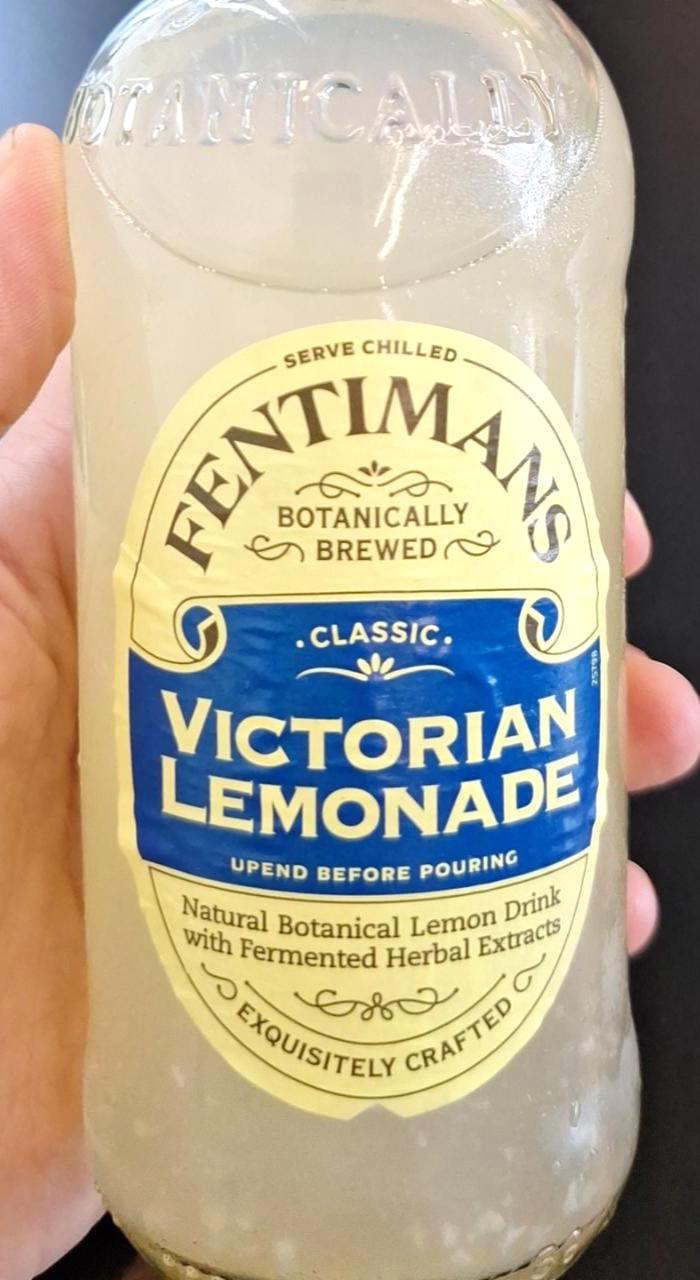 BOTANICALLY
SERVE CHILLED
FENTIMANS
BOTANICALLY
BREWED
.CLASSIC.
25798
VICTORIAN
LEMONADE
UPEND BEFORE POURING
Natural Botanical Lemon Drink
with Fermented Herbal Extracts
EXQUISITELY CRAFTED